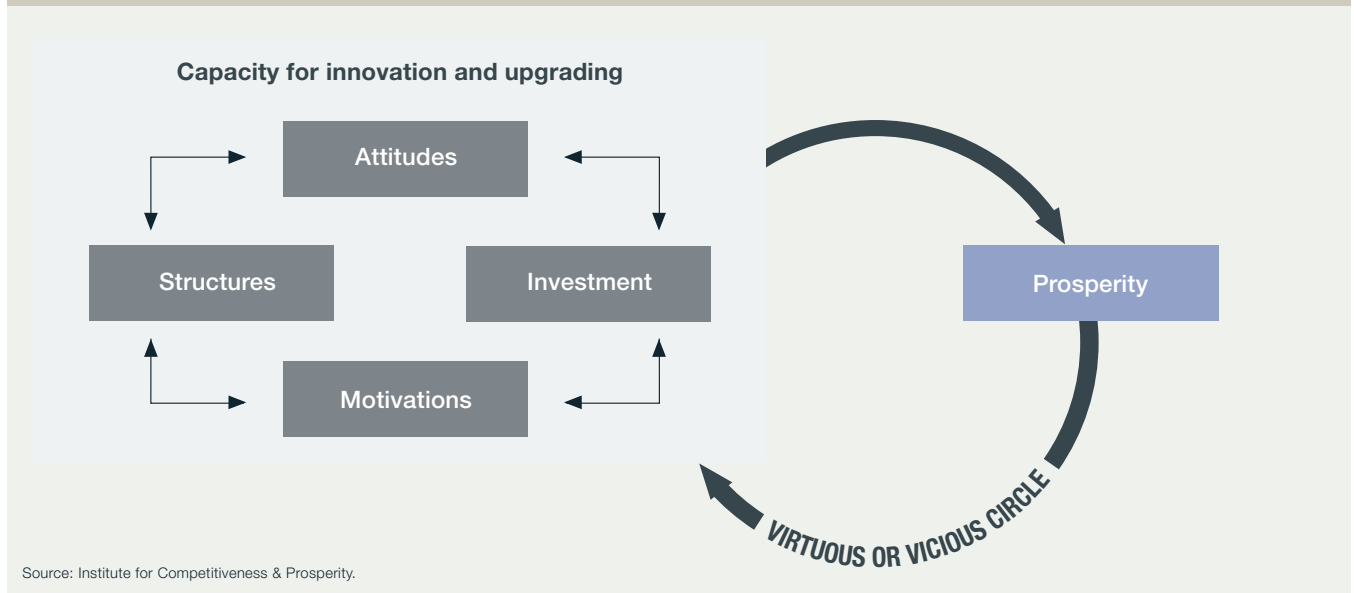 Capacity for innovation and upgrading
Attitudes
Structures
Investment
Motivations
Prosperity
VIRTUOUS OR VICIOUS CIRCLE
Source: Institute for Competitiveness & Prosperity.